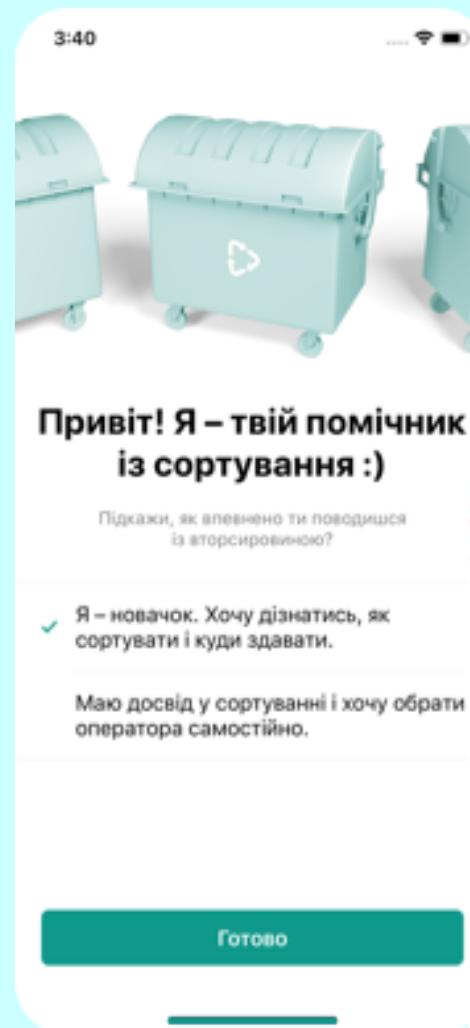 3:40
Привіт! Я – твій помічник
із сортування :)
Підкажи, як впевнено ти поводишся
із вторсировиною?
Я – новачок. Хочу дізнатись, як
сортувати і куди здавати.
Маю досвід у сортуванні і хочу обрати
оператора самостійно.
Готово